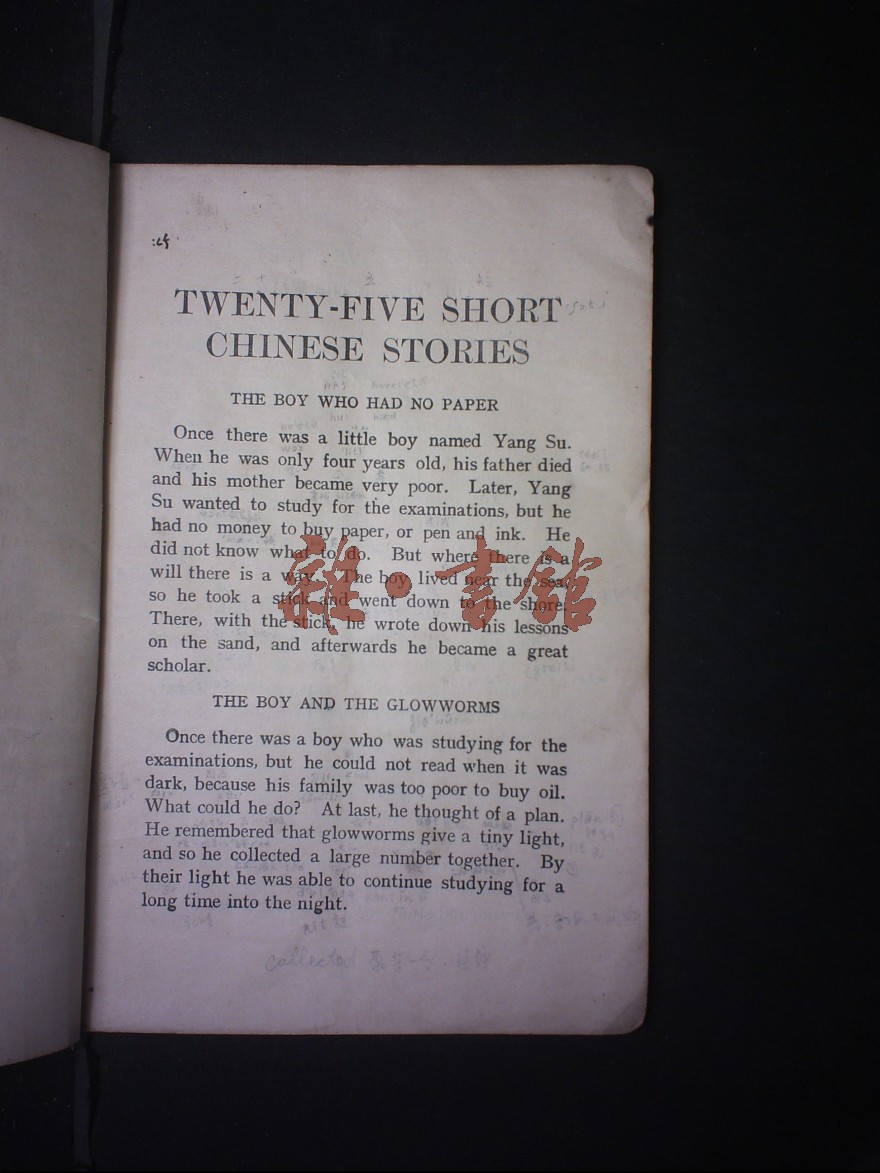 TWENTY-FIVE SHORT
CHINESE STORIES
THE BOY WHO HAD NO PAPER
Once there was a little boy named Yang Su.
When he was only four years old, his father died
and his mother became very poor. Later, Yang
Su wanted to study for the examinations, but he
had no money to buy paper, or pen and ink. He
did not know what to do. But where there is a
will there is a way. The boy lived near the sea,
so he took a stick and went down to the shore.
There, with the stick, he wrote down his lessons
on the sand, and afterwards he became a great
scholar.
雜·書館
THE BOY AND THE GLOWWORMS
Once there was a boy who was studying for the
examinations, but he could not read when it was
dark, because his family was too poor to buy oil.
What could he do? At last, he thought of a plan.
He remembered that glowworms give a tiny light,
and so he collected a large number together. By
their light he was able to continue studying for a
long time into the night.
collected